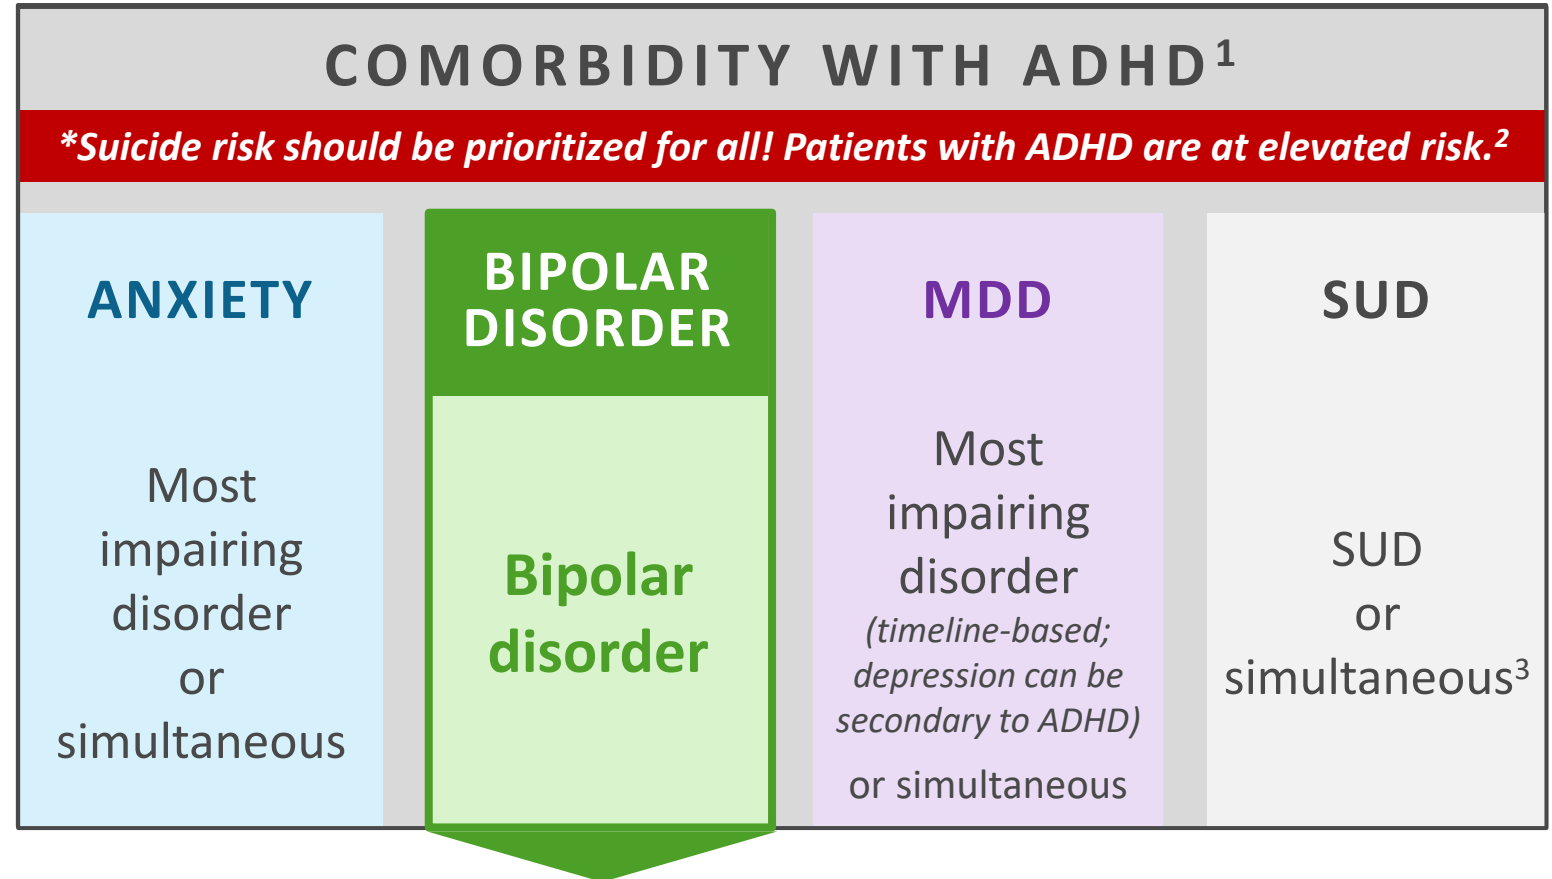 COMORBIDITY WITH ADHD¹
*Suicide risk should be prioritized for all! Patients with ADHD are at elevated risk.²
ANXIETY
Most
impairing
disorder
or
simultaneous
BIPOLAR
DISORDER
Bipolar
disorder
MDD
Most
impairing
disorder
(timeline-based;
depression can be
secondary to ADHD)
or simultaneous
SUD
SUD
or
simultaneous³